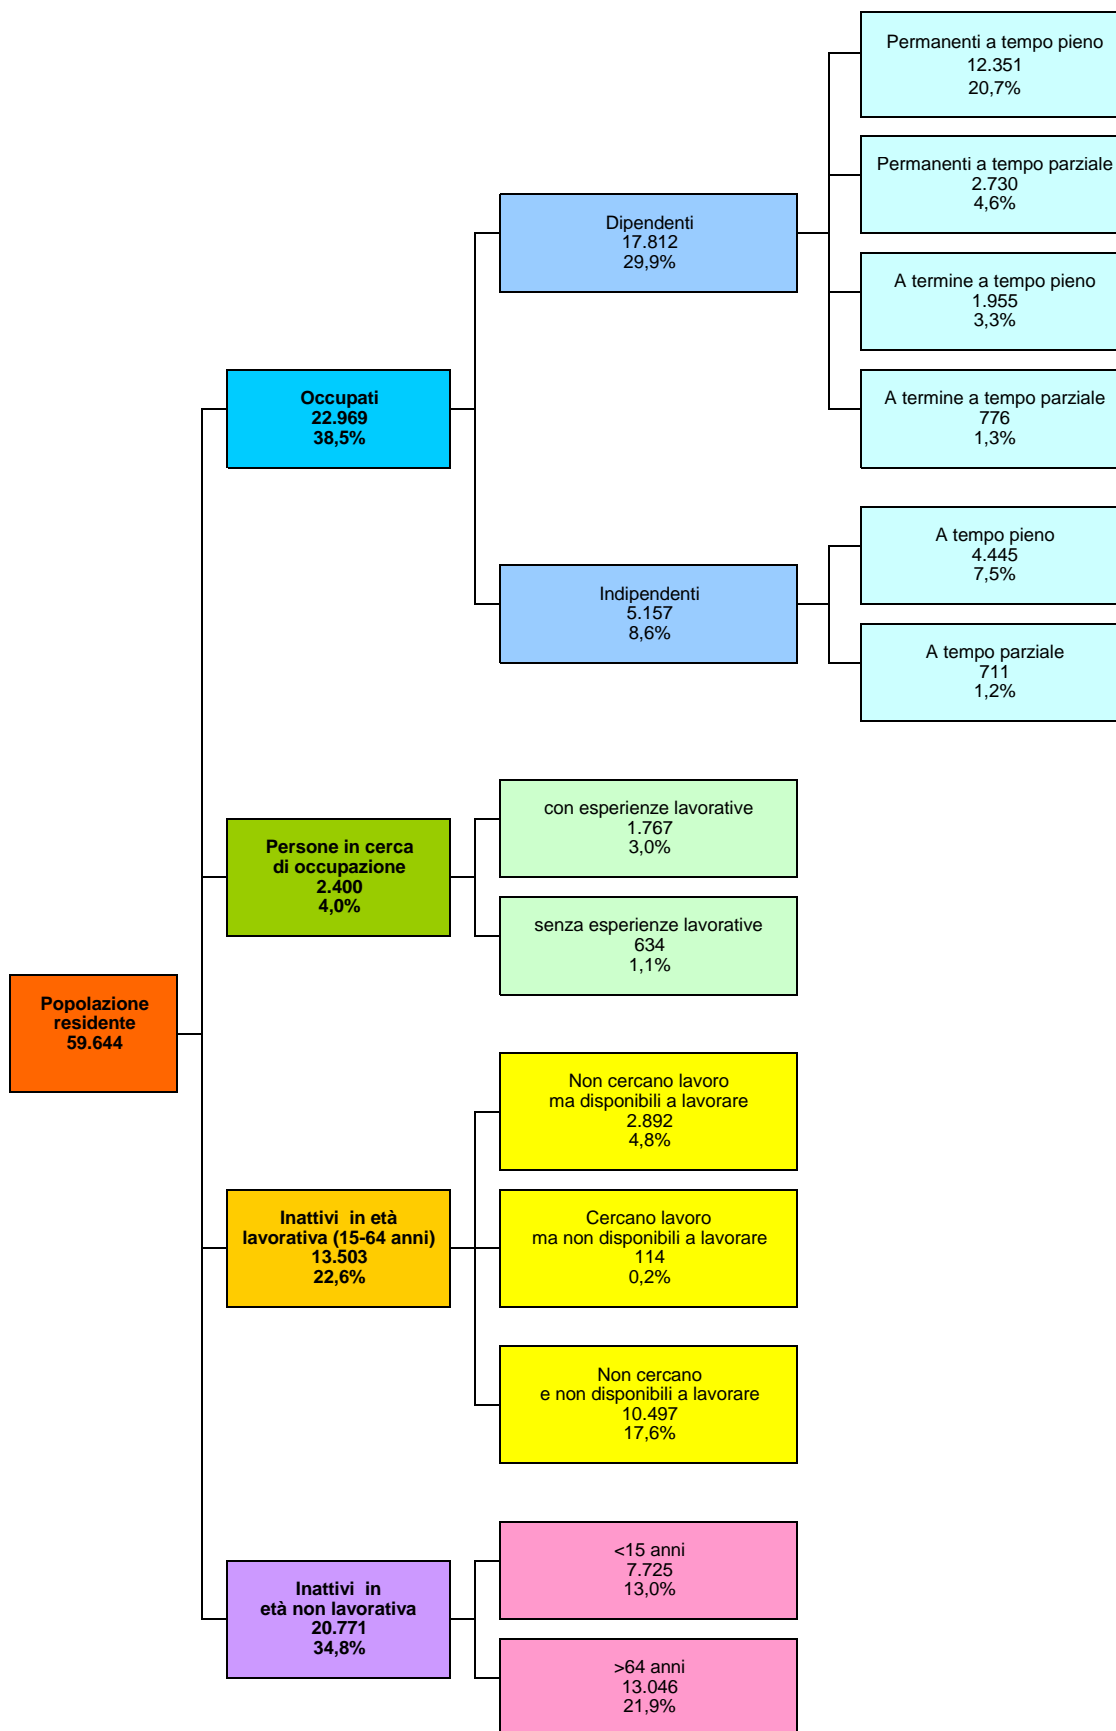 Popolazione
residente
59.644
Occupati
22.969
38,5%
Dipendenti
17.812
29,9%
Permanenti a tempo pieno
12.351
20,7%
Permanenti a tempo parziale
2.730
4,6%
A termine a tempo pieno
1.955
3,3%
A termine a tempo parziale
776
1,3%
Indipendenti
5.157
8,6%
A tempo pieno
4.445
7,5%
A tempo parziale
711
1,2%
Persone in cerca
di occupazione
2.400
4,0%
con esperienze lavorative
1.767
3,0%
senza esperienze lavorative
634
1,1%
Inattivi in età
lavorativa (15-64 anni)
13.503
22,6%
Non cercano lavoro
ma disponibili a lavorare
2.892
4,8%
Cercano lavoro
ma non disponibili a lavorare
114
0,2%
Non cercano
e non disponibili a lavorare
10.497
17,6%
Inattivi in
età non lavorativa
20.771
34,8%
<15 anni
7.725
13,0%
>64 anni
13.046
21,9%